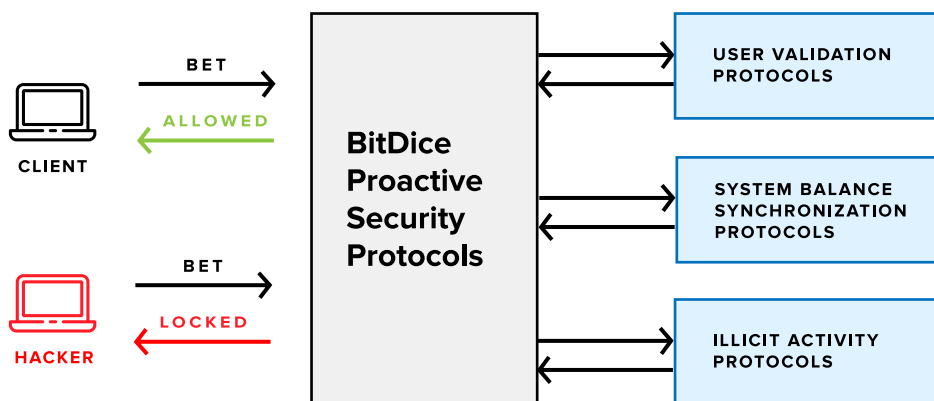 BET
ALLOWED
CLIENT
BET
LOCKED
HACKER
BitDice
Proactive
Security
Protocols
USER VALIDATION
PROTOCOLS
SYSTEM BALANCE
SYNCHRONIZATION
PROTOCOLS
ILLICIT ACTIVITY
PROTOCOLS